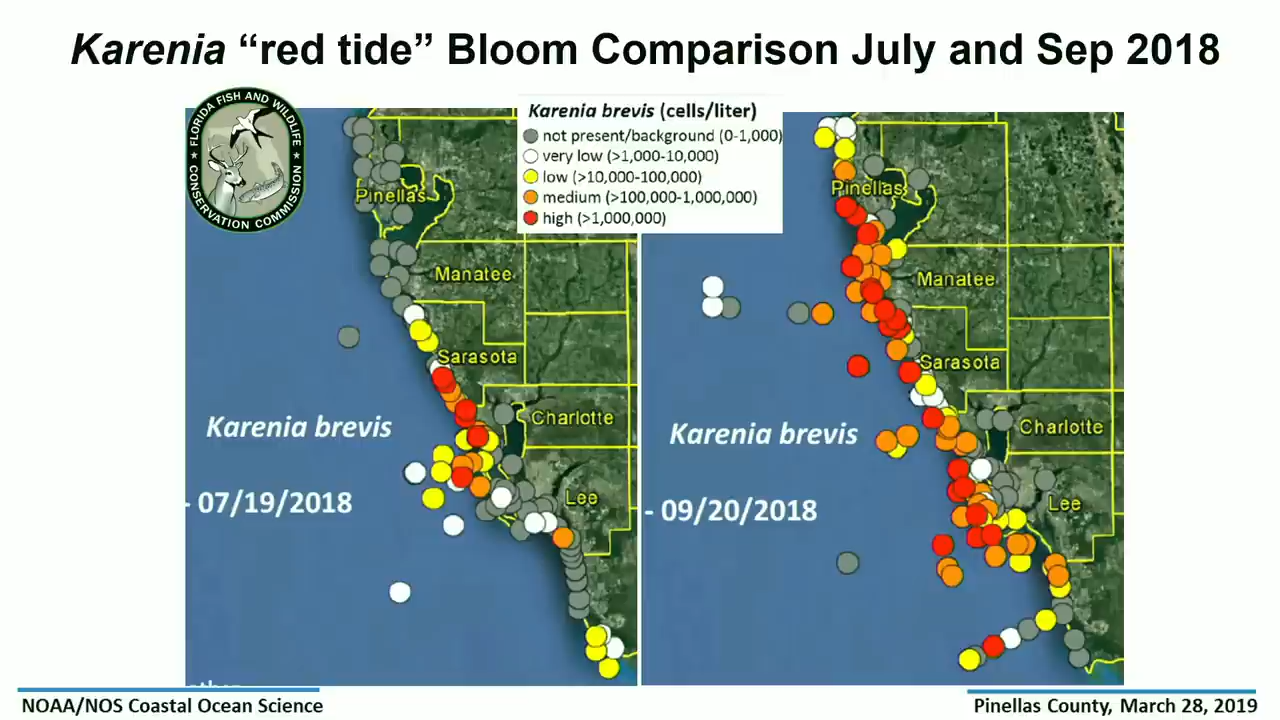 Karenia “red tide” Bloom Comparison July and Sep 2018
FLORIDA FISH AND WILDLIFE
CONSERVATION COMMISSION
Karenia brevis (cells/liter)
not present/background (0-1,000)
very low (>1,000-10,000)
low (>10,000-100,000)
medium (>100,000-1,000,000)
high (>1,000,000)
Pinellas
Manatee
Sarasota
Charlotte
Lee
Karenia brevis
- 07/19/2018
Pinellas
Manatee
Sarasota
Charlotte
Lee
Karenia brevis
- 09/20/2018
NOAA/NOS Coastal Ocean Science
Pinellas County, March 28, 2019